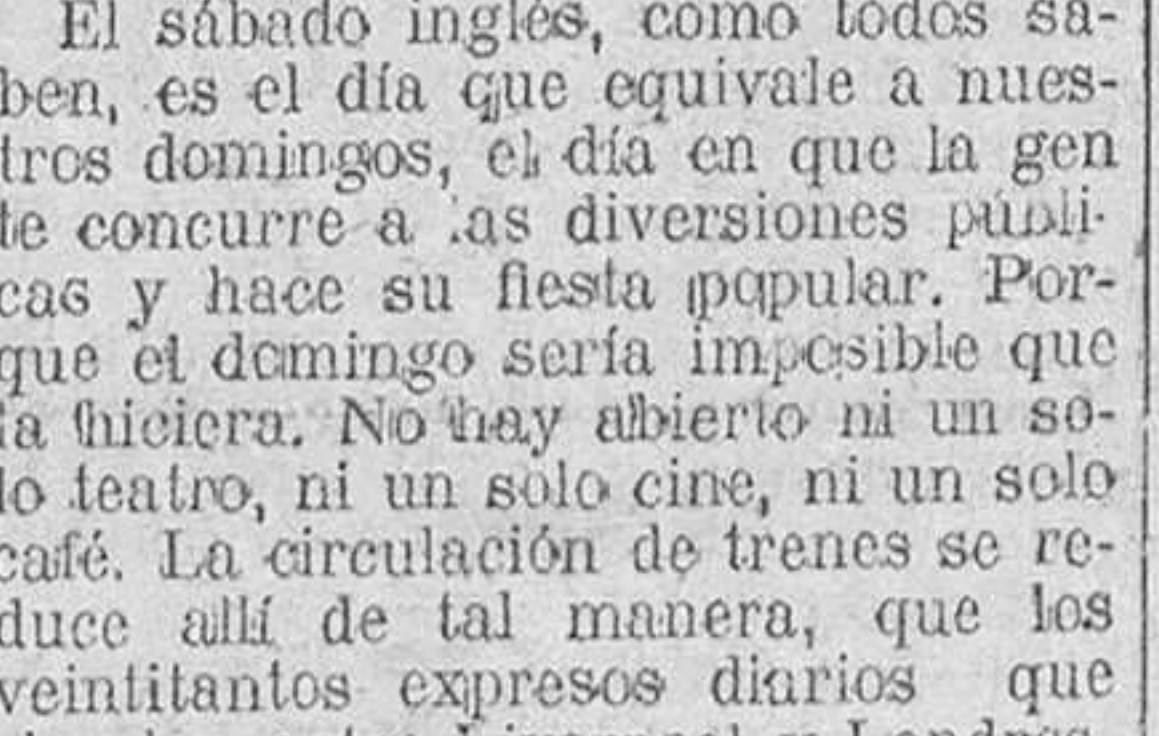 El sábado inglés, como todos sa-
ben, es el día que equivale a nues-
tros domingos, el día en que la gen
te concurre a las diversiones públi-
cas y hace su fiesta popular. Por-
que el domingo sería imposible que
la hiciera. No hay abierto ni un so-
lo teatro, ni un solo cine, ni un solo
café. La circulación de trenes se re-
duce allí de tal manera, que los
veintitantos expresos diarios que
Liverpool y Londres